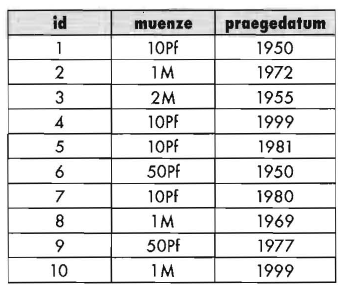 id muenze praegedatum
1 10Pf 1950
2 1M 1972
3 2M 1955
4 10Pf 1999
5 10Pf 1981
6 50Pf 1950
7 10Pf 1980
8 1M 1969
9 50Pf 1977
10 1M 1999